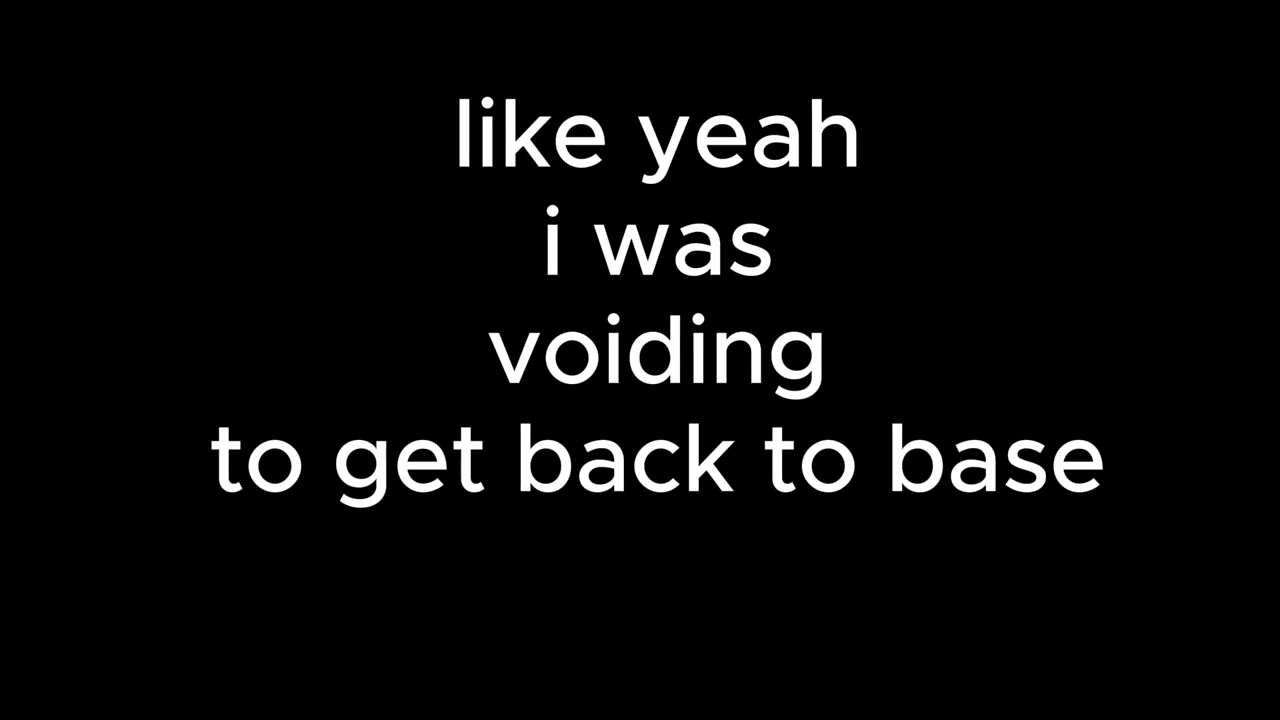 like yeah
i was
voiding
to get back to base